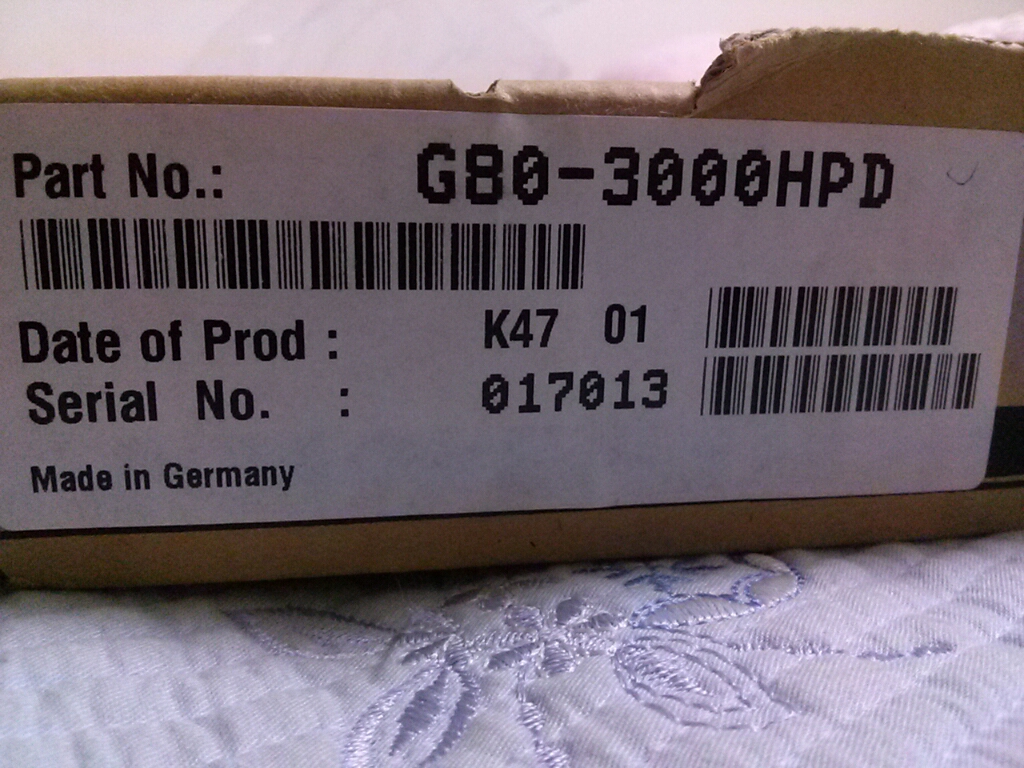 Part No.: G80-3000HPD
Date of Prod : K47 01
Serial No. : 017013
Made in Germany